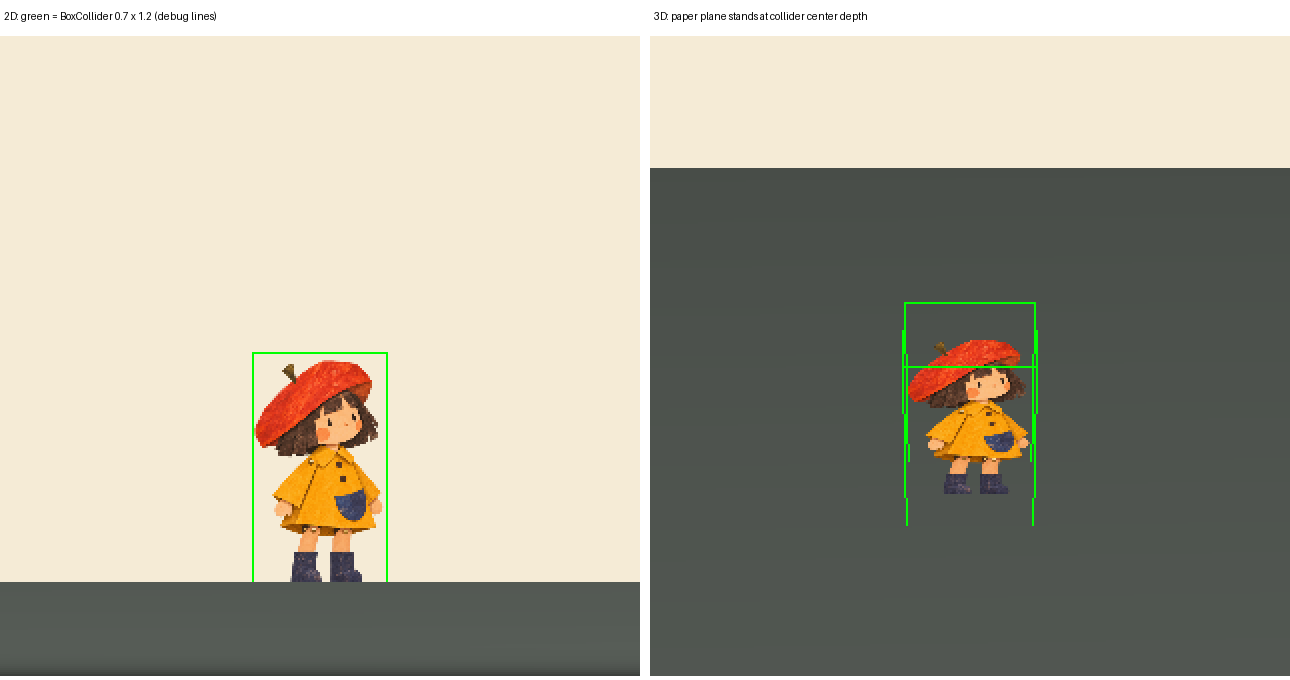 2D: green = BoxCollider 0.7 x 1.2 (debug lines)
3D: paper plane stands at collider center depth